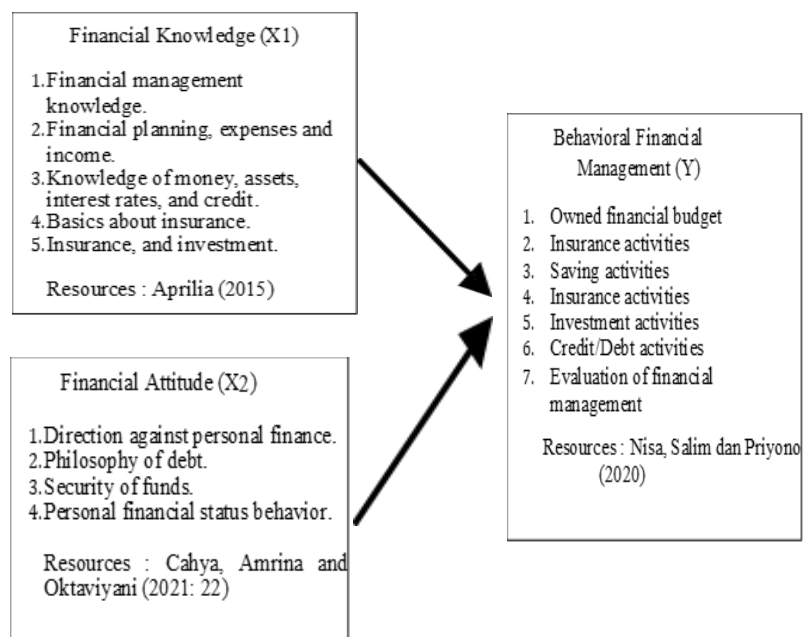 Financial Knowledge (X1)
1.Financial management
knowledge.
2.Financial planning, expenses and
income.
3.Knowledge of money, assets,
interest rates, and credit.
4.Basics about insurance.
5.Insurance, and investment.
Resources : Aprilia (2015)
Financial Attitude (X2)
1.Direction against personal finance.
2.Philosophy of debt.
3.Security of funds.
4.Personal financial status behavior.
Resources : Cahya, Amrina and
Oktaviyani (2021: 22)
Behavioral Financial
Management (Y)
1. Owned financial budget
2. Insurance activities
3. Saving activities
4. Insurance activities
5. Investment activities
6. Credit/Debt activities
7. Evaluation of financial
management
Resources : Nisa, Salim dan Priyono
(2020)